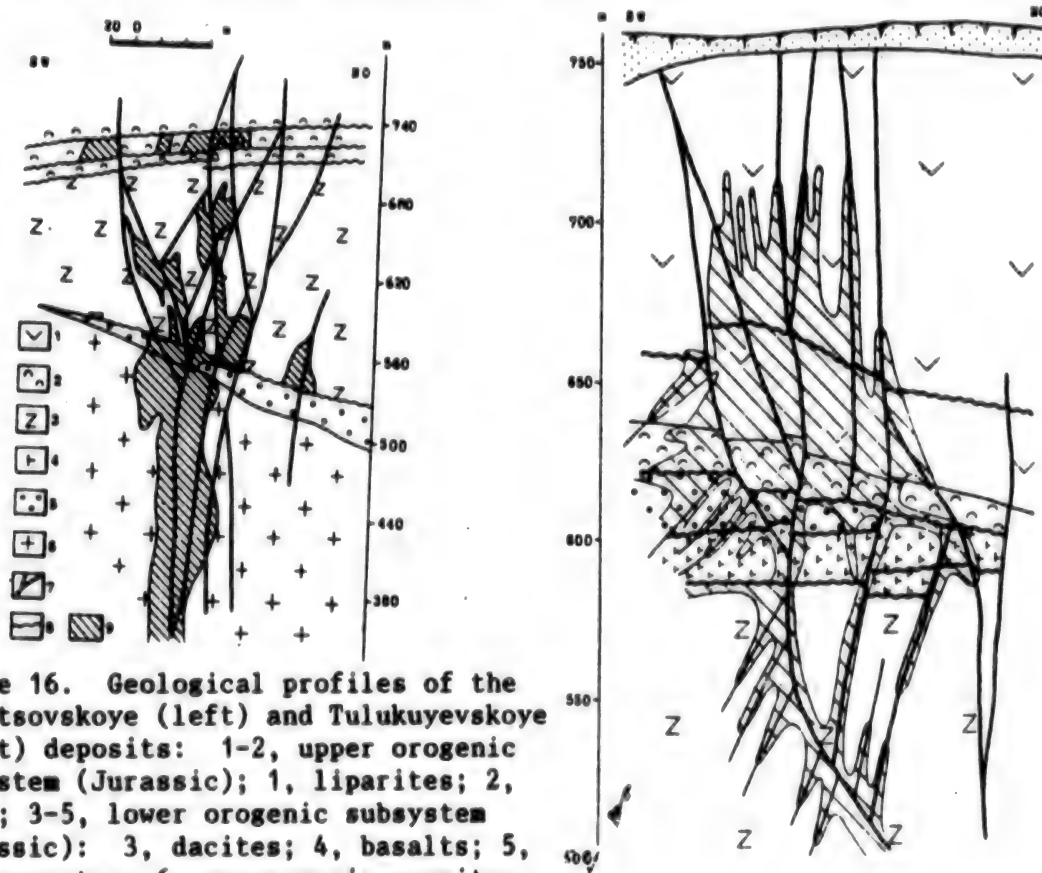 20 0 m
m
740
680
620
560
500
440
380
1
2
3
4
5
6
7
8 9
m
750
700
650
600
550
500
V V V
Z Z Z
e 16. Geological profiles of the
tsovskoye (left) and Tulukuyevskoye
t) deposits: 1-2, upper orogenic
stem (Jurassic); 1, liparites; 2,
; 3-5, lower orogenic subsystem
ssic): 3, dacites; 4, basalts; 5,